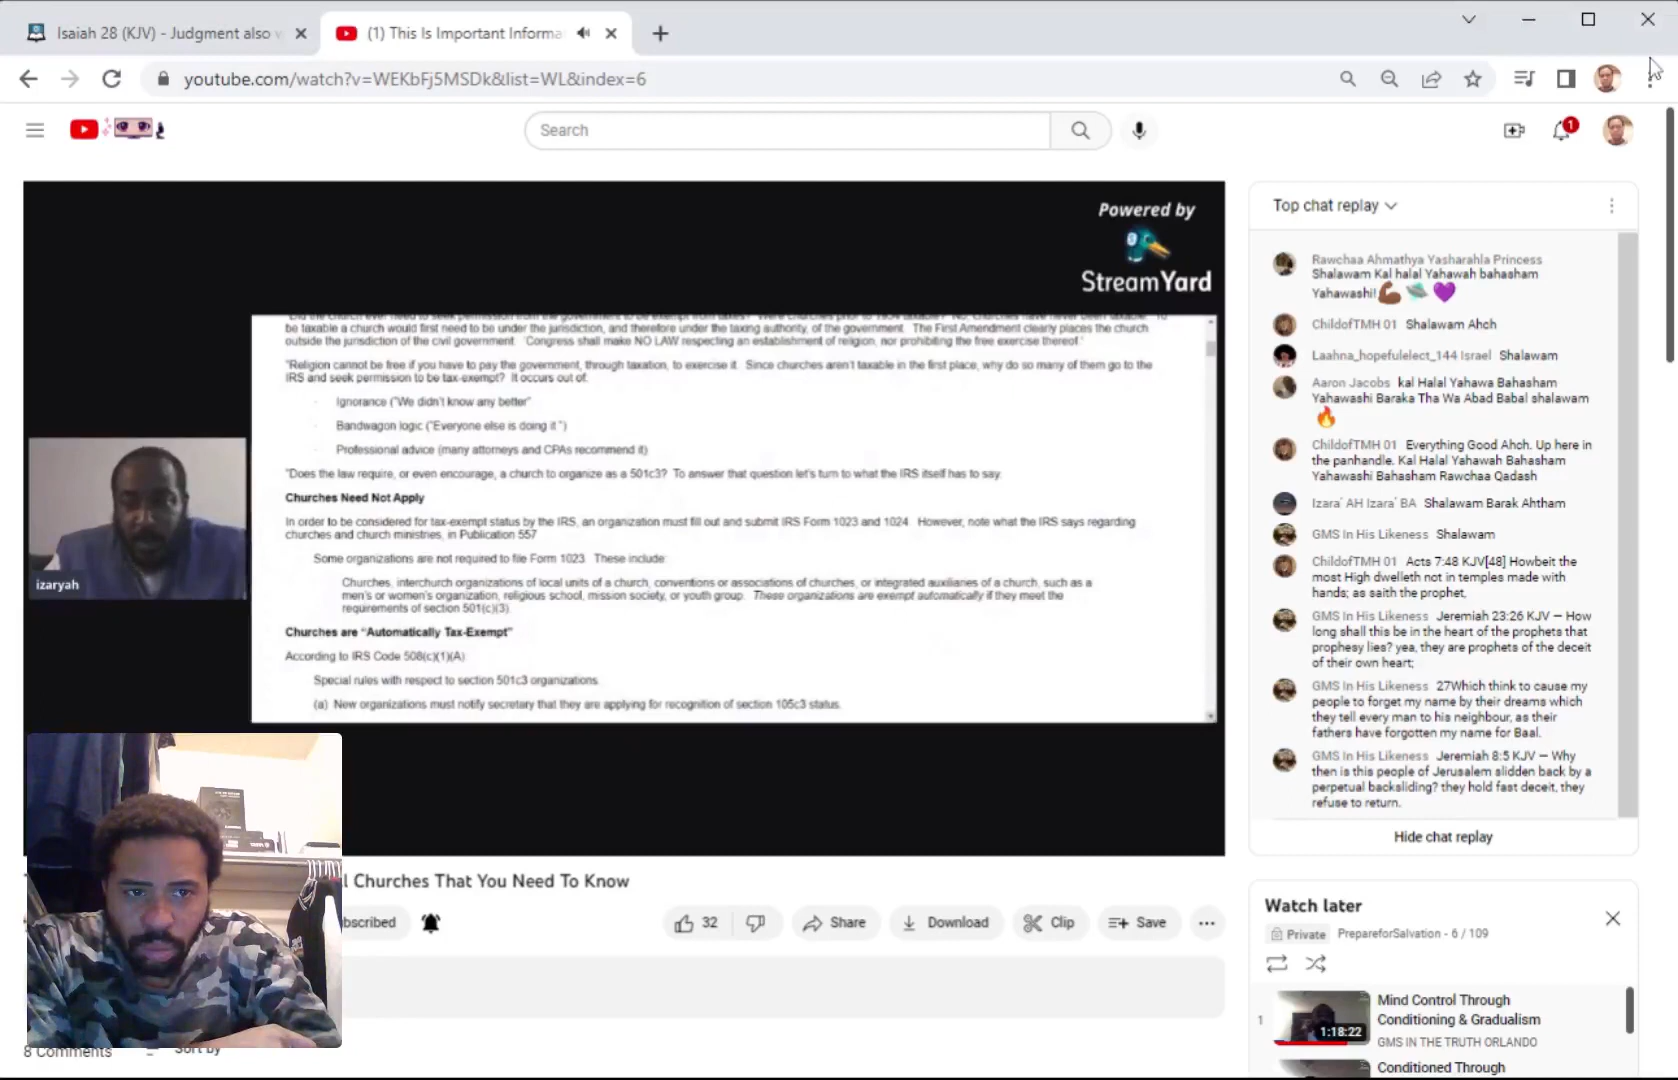 Isaiah 28 (KJV) - Judgment also
(1) This Is Important Informa
youtube.com/watch?v=WEKbFj5MSDk&list=WL&index=6
Search
1
Powered by
StreamYard
be taxable a church would first need to be under the jurisdiction, and therefore under the taxing authority, of the government. The First Amendment clearly places the church
outside the jurisdiction of the civil government. 'Congress shall make NO LAW respecting an establishment of religion, nor prohibiting the free exercise thereof.'
"Religion cannot be free if you have to pay the government, through taxation, to exercise it. Since churches aren't taxable in the first place, why do so many of them go to the
IRS and seek permission to be tax-exempt? It occurs out of:
Ignorance ("We didn't know any better"
Bandwagon logic ("Everyone else is doing it ")
Professional advice (many attorneys and CPAs recommend it)
"Does the law require, or even encourage, a church to organize as a 501c3? To answer that question let's turn to what the IRS itself has to say.
Churches Need Not Apply
In order to be considered for tax-exempt status by the IRS, an organization must fill out and submit IRS Form 1023 and 1024. However, note what the IRS says regarding
churches and church ministries, in Publication 557
Some organizations are not required to file Form 1023 These include:
Churches, interchurch organizations of local units of a church, conventions or associations of churches, or integrated auxiliaries of a church, such as a
men's or women's organization, religious school, mission society, or youth group. These organizations are exempt automatically if they meet the
requirements of section 501(c)(3).
Churches are "Automatically Tax-Exempt"
According to IRS Code 508(c)(1)(A)
Special rules with respect to section 501c3 organizations.
(a) New organizations must notify secretary that they are applying for recognition of section 105c3 status.
izaryah
l Churches That You Need To Know
bscribed
32
Share
Download
Clip
Save
8 Comments
Sort by
Top chat replay
Rawchaa Ahmathya Yasharahla Princess
Shalawam Kal halal Yahawah bahasham
Yahawashi!
ChildofTMH 01 Shalawam Ahch
Laahna_hopefulelect_144 Israel Shalawam
Aaron Jacobs kal Halal Yahawa Bahasham
Yahawashi Baraka Tha Wa Abad Babal shalawam
ChildofTMH 01 Everything Good Ahch. Up here in
the panhandle. Kal Halal Yahawah Bahasham
Yahawashi Bahasham Rawchaa Qadash
Izara´ AH Izara´ BA Shalawam Barak Ahtham
GMS In His Likeness Shalawam
ChildofTMH 01 Acts 7:48 KJV[48] Howbeit the
most High dwelleth not in temples made with
hands; as saith the prophet,
GMS In His Likeness Jeremiah 23:26 KJV — How
long shall this be in the heart of the prophets that
prophesy lies? yea, they are prophets of the deceit
of their own heart;
GMS In His Likeness 27Which think to cause my
people to forget my name by their dreams which
they tell every man to his neighbour, as their
fathers have forgotten my name for Baal.
GMS In His Likeness Jeremiah 8:5 KJV — Why
then is this people of Jerusalem slidden back by a
perpetual backsliding? they hold fast deceit, they
refuse to return.
Hide chat replay
Watch later
Private PrepareforSalvation - 6 / 109
1
1:18:22
Mind Control Through
Conditioning & Gradualism
GMS IN THE TRUTH ORLANDO
Conditioned Through